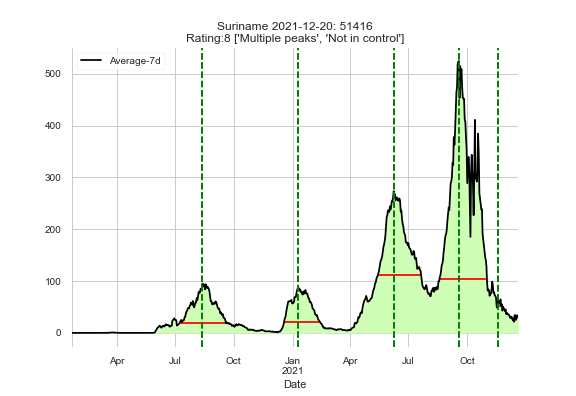 Suriname 2021-12-20: 51416
Rating:8 ['Multiple peaks', 'Not in control']
Average-7d
500
400
300
200
100
0
Apr Jul Oct Jan Apr Jul Oct
2021
Date